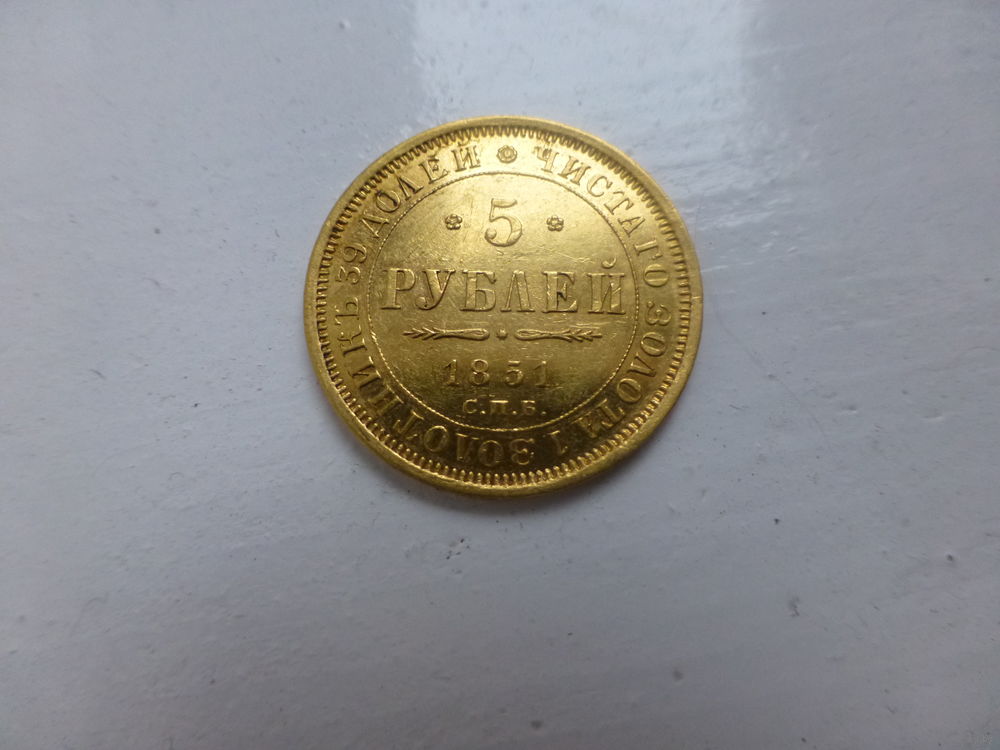 ЧИСТАГО ЗОЛОТА 1 ЗОЛОТНИКЪ 39 ДОЛЕЙ
5
РУБЛЕЙ
1851
С.П.Б.